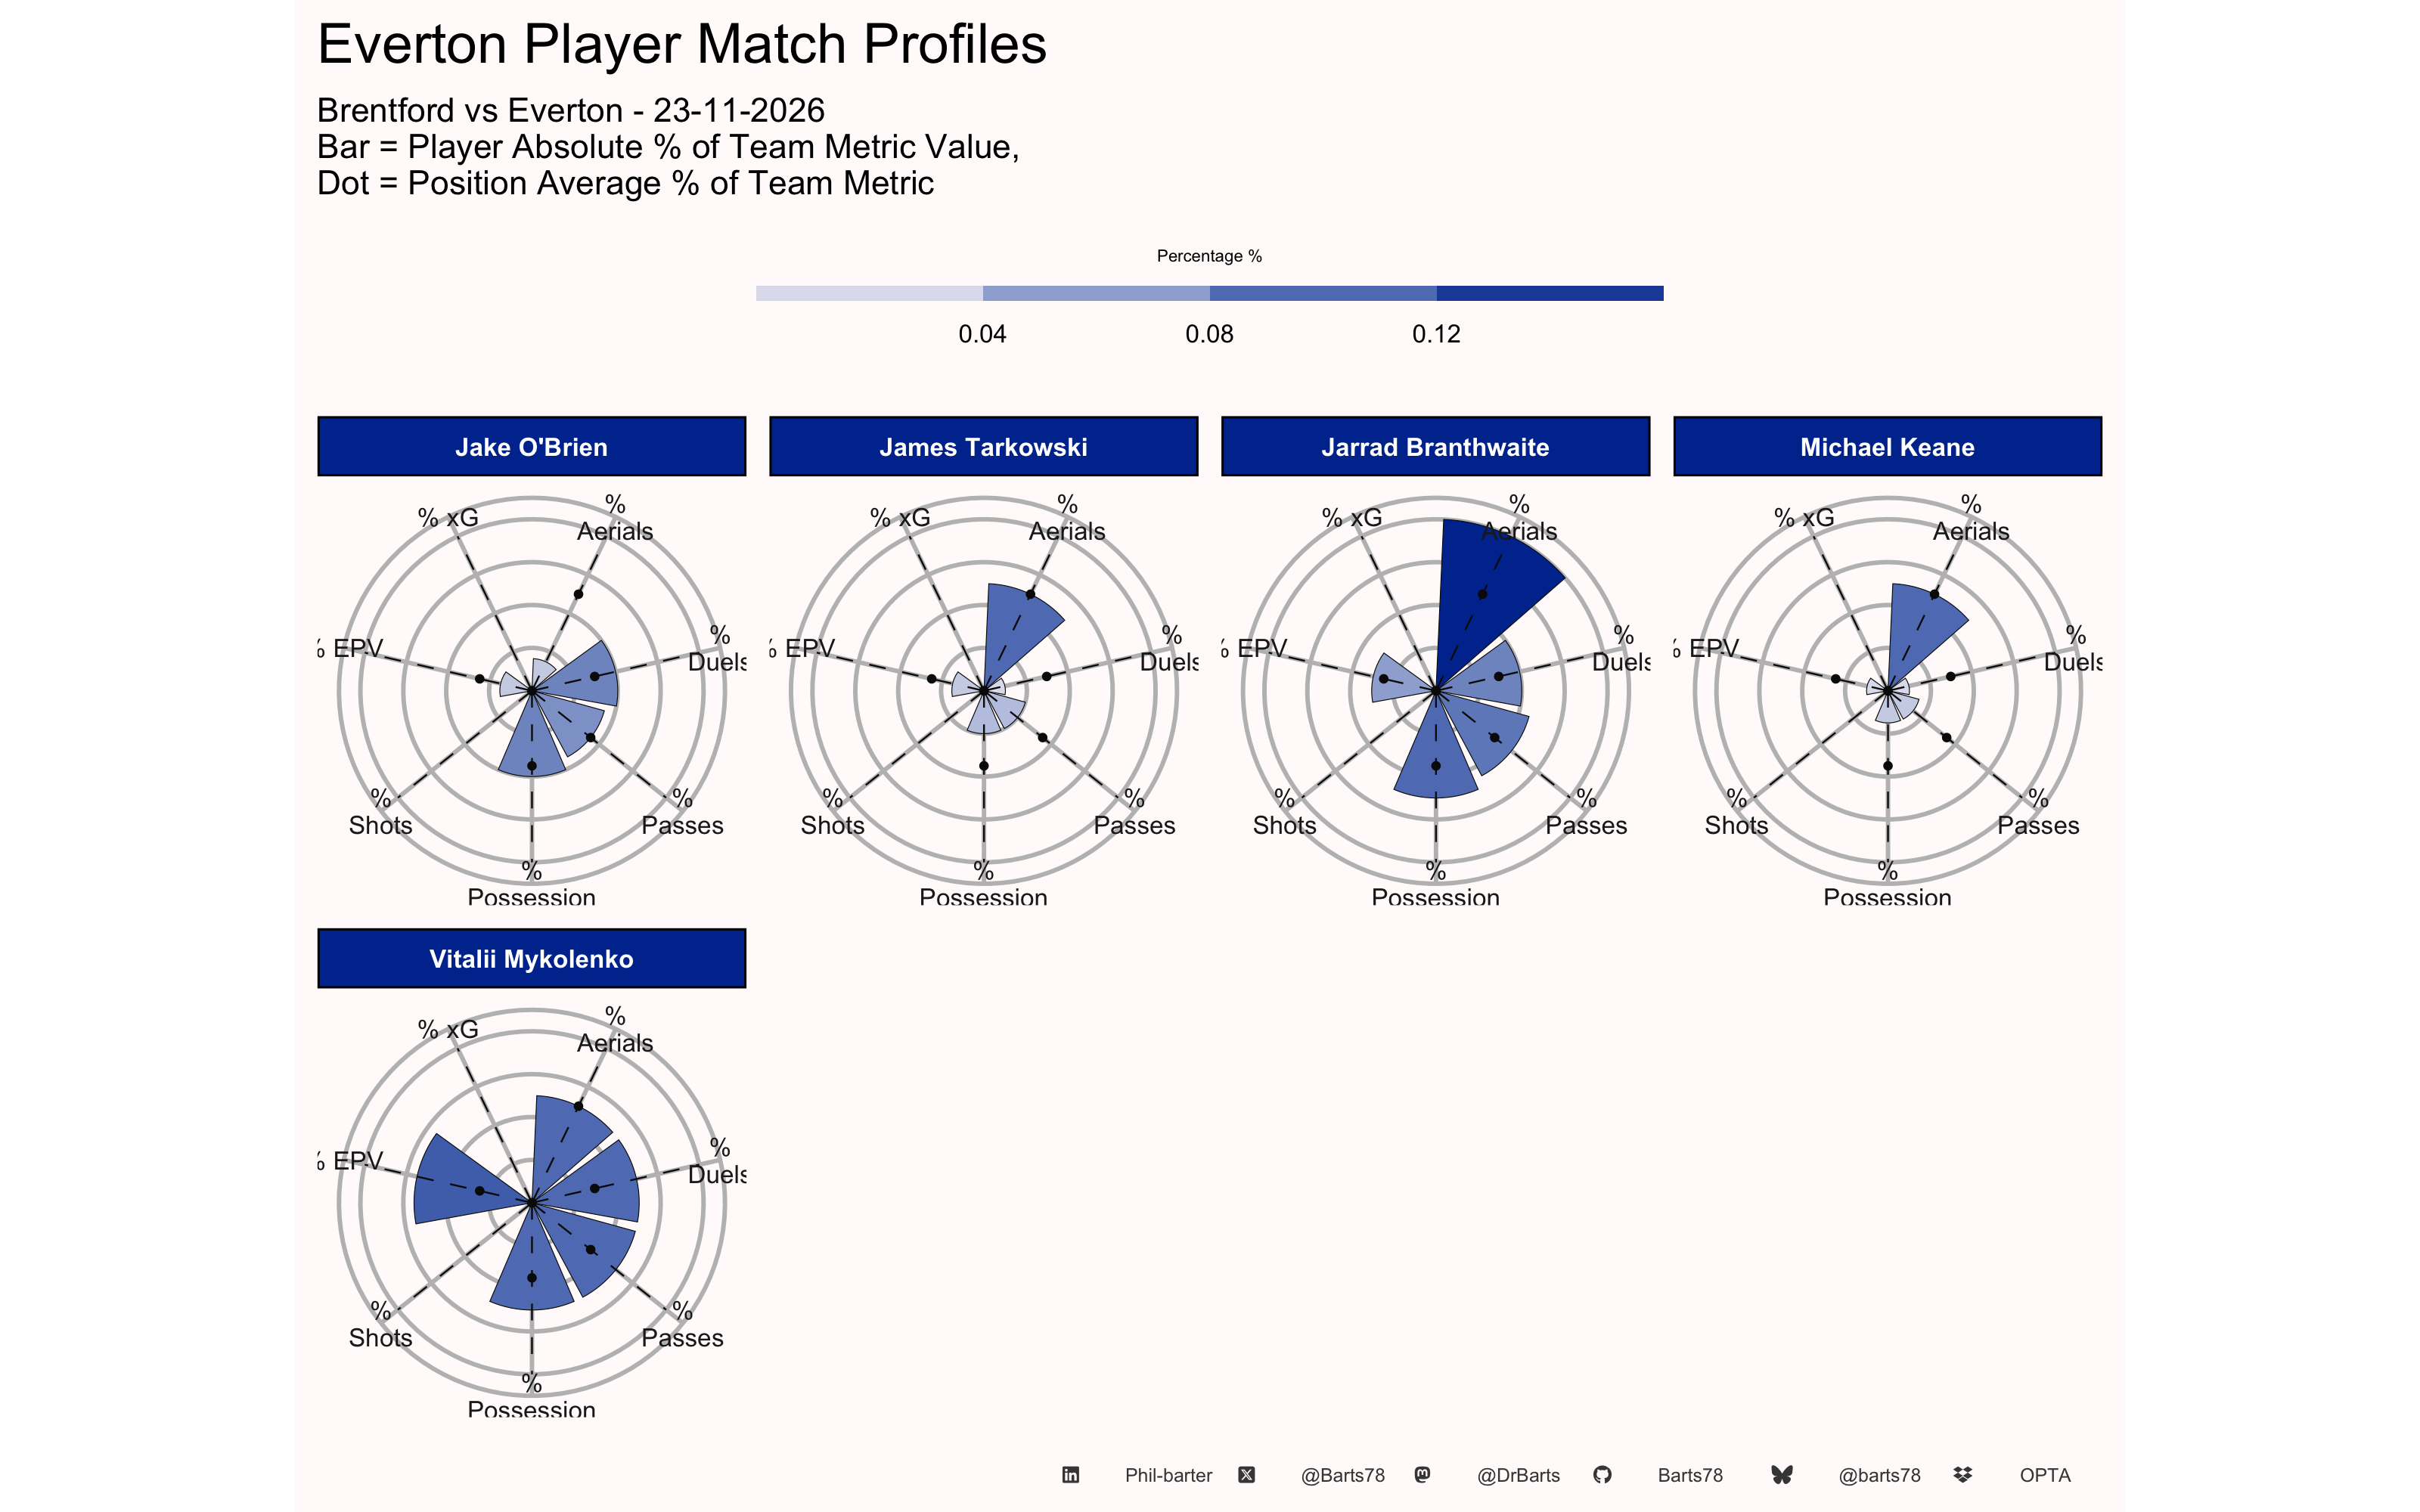 Everton Player Match Profiles
Brentford vs Everton - 23-11-2026
Bar = Player Absolute % of Team Metric Value,
Dot = Position Average % of Team Metric
Percentage %
0.04 0.08 0.12
Jake O'Brien
% xG
%
Aerials
% EPV
%
Duels
%
Shots
%
Passes
%
Possession
James Tarkowski
% xG
%
Aerials
% EPV
%
Duels
%
Shots
%
Passes
%
Possession
Jarrad Branthwaite
% xG
%
Aerials
% EPV
%
Duels
%
Shots
%
Passes
%
Possession
Michael Keane
% xG
%
Aerials
% EPV
%
Duels
%
Shots
%
Passes
%
Possession
Vitalii Mykolenko
% xG
%
Aerials
% EPV
%
Duels
%
Shots
%
Passes
%
Possession
Phil-barter @Barts78 @DrBarts Barts78 @barts78 OPTA